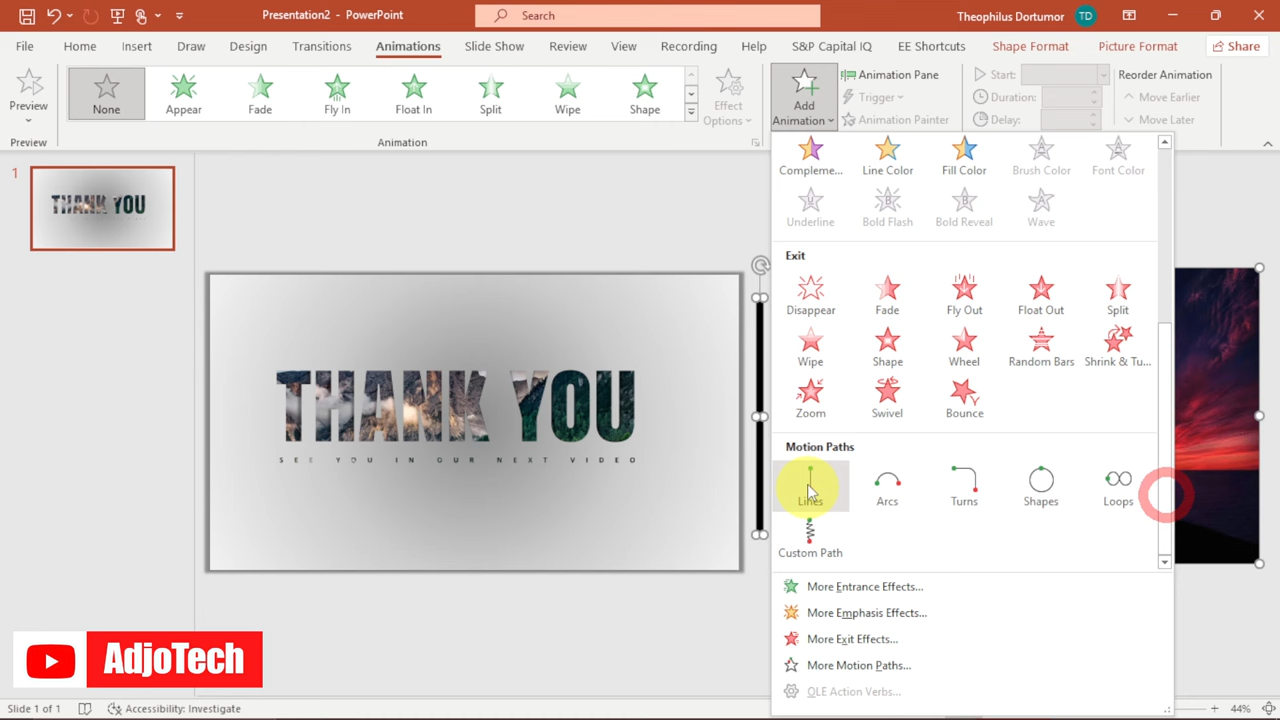 Presentation2 - PowerPoint
Search
Theophilus Dortumor
TD
File Home Insert Draw Design Transitions Animations Slide Show Review View Recording Help S&P Capital IQ EE Shortcuts Shape Format Picture Format Share
Preview
None Appear Fade Fly In Float In Split Wipe Shape
Effect Options
Add Animation
Animation Pane
Trigger
Animation Painter
Start:
Duration:
Delay:
Reorder Animation
Move Earlier
Move Later
Preview Animation
1
THANK YOU
THANK YOU
SEE YOU IN OUR NEXT VIDEO
Compleme... Line Color Fill Color Brush Color Font Color
Underline Bold Flash Bold Reveal Wave
Exit
Disappear Fade Fly Out Float Out Split
Wipe Shape Wheel Random Bars Shrink & Tu...
Zoom Swivel Bounce
Motion Paths
Lines Arcs Turns Shapes Loops
Custom Path
More Entrance Effects...
More Emphasis Effects...
More Exit Effects...
More Motion Paths...
OLE Action Verbs...
AdjoTech
Slide 1 of 1
Accessibility: Investigate
44%